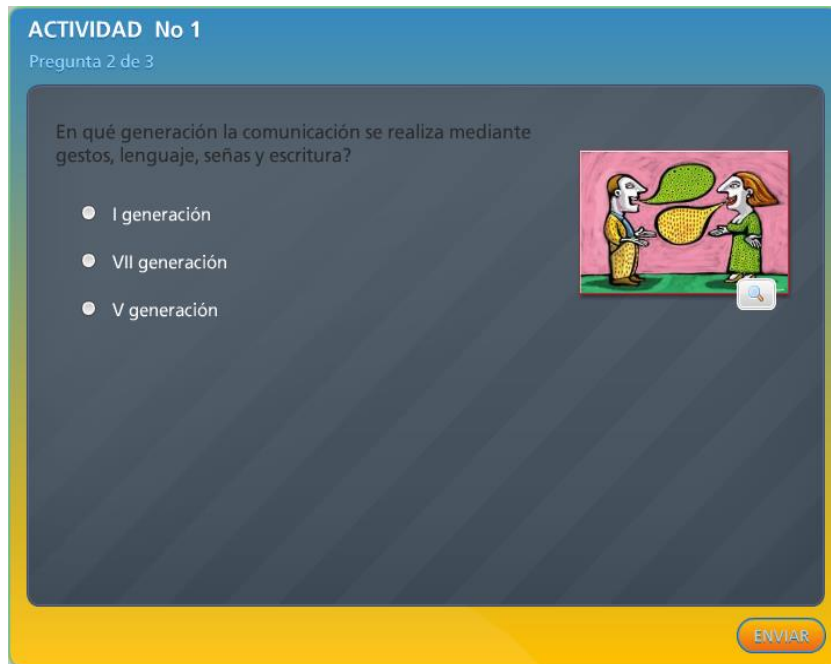 ACTIVIDAD No 1
Pregunta 2 de 3
En qué generación la comunicación se realiza mediante
gestos, lenguaje, señas y escritura?
I generación
VII generación
V generación
ENVIAR